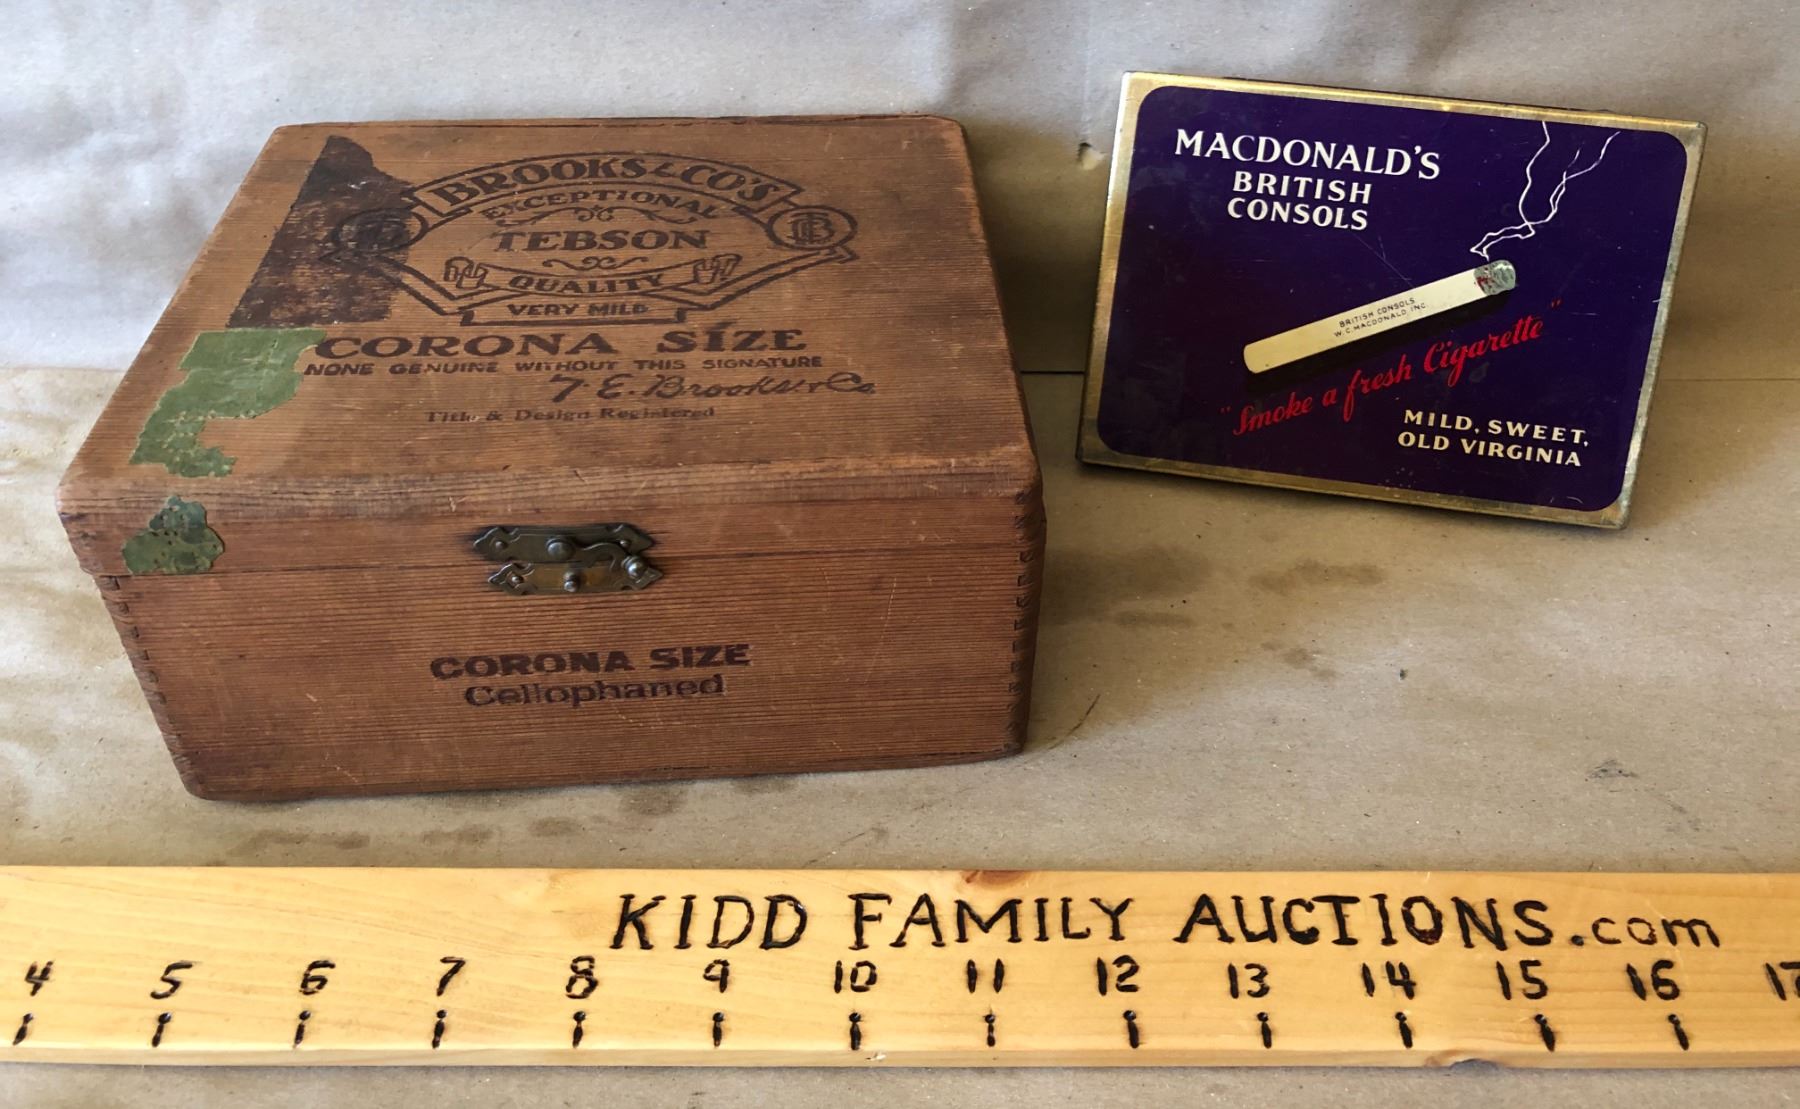 BROOKS & CO'S
EXCEPTIONAL
TEBSON
QUALITY
VERY MILD
CORONA SIZE
NONE GENUINE WITHOUT THIS SIGNATURE
T. E. Brooks & Co.
Title & Design Registered
CORONA SIZE
Cellophaned
MACDONALD'S
BRITISH
CONSOLS
BRITISH CONSOLS
W.C. MACDONALD, INC.
"Smoke a fresh Cigarette"
MILD, SWEET,
OLD VIRGINIA
KIDD FAMILY AUCTIONS.com
4 5 6 7 8 9 10 11 12 13 14 15 16 17